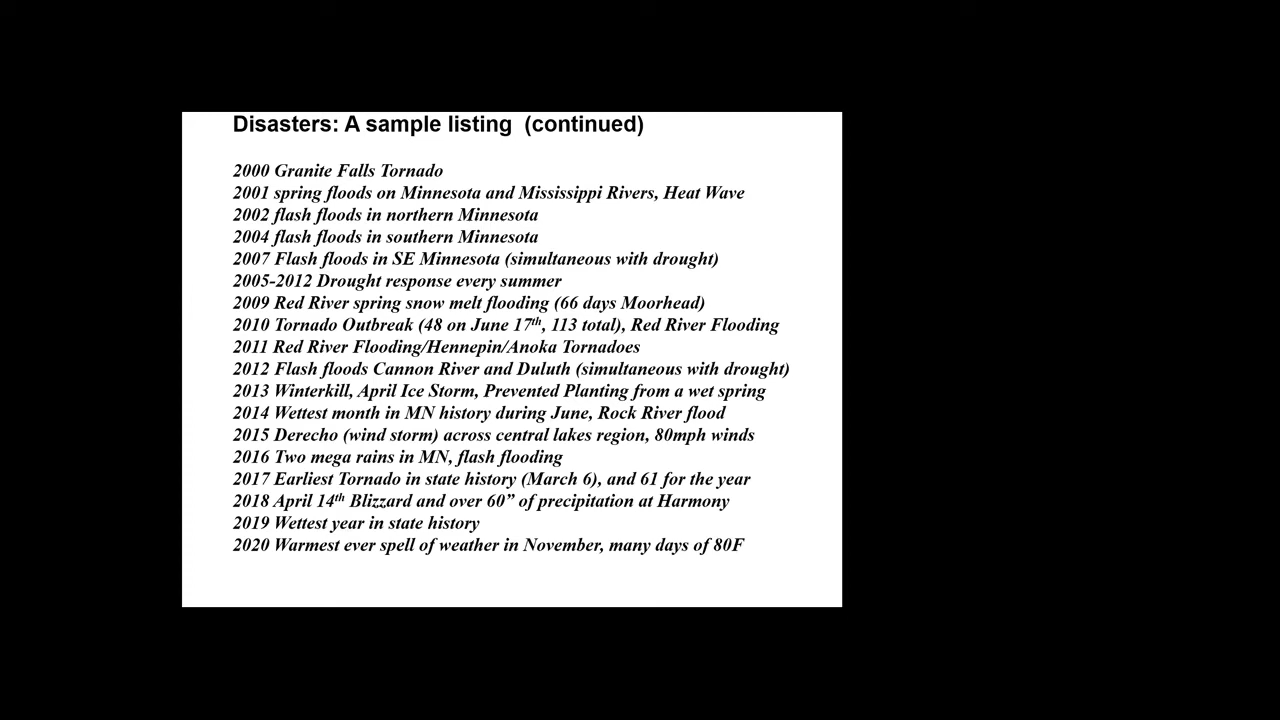 Disasters: A sample listing  (continued)
2000 Granite Falls Tornado
2001 spring floods on Minnesota and Mississippi Rivers, Heat Wave
2002 flash floods in northern Minnesota
2004 flash floods in southern Minnesota
2007 Flash floods in SE Minnesota (simultaneous with drought)
2005-2012 Drought response every summer
2009 Red River spring snow melt flooding (66 days Moorhead)
2010 Tornado Outbreak (48 on June 17th, 113 total), Red River Flooding
2011 Red River Flooding/Hennepin/Anoka Tornadoes
2012 Flash floods Cannon River and Duluth (simultaneous with drought)
2013 Winterkill, April Ice Storm, Prevented Planting from a wet spring
2014 Wettest month in MN history during June, Rock River flood
2015 Derecho (wind storm) across central lakes region, 80mph winds
2016 Two mega rains in MN, flash flooding
2017 Earliest Tornado in state history (March 6), and 61 for the year
2018 April 14th Blizzard and over 60” of precipitation at Harmony
2019 Wettest year in state history
2020 Warmest ever spell of weather in November, many days of 80F